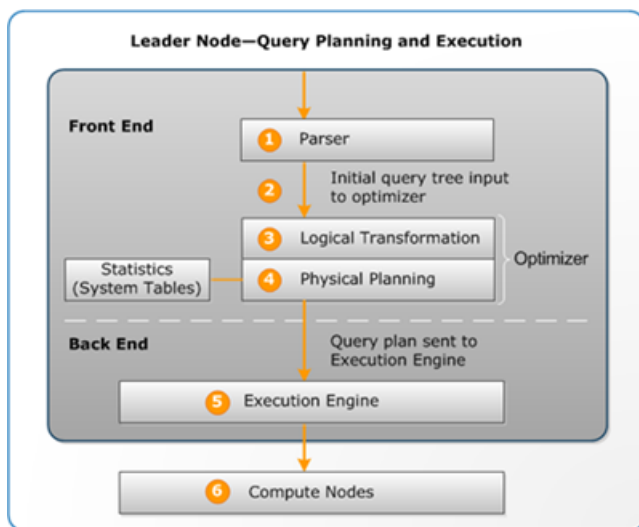 Leader Node—Query Planning and Execution
Front End
1 Parser
2 Initial query tree input
to optimizer
3 Logical Transformation
Optimizer
Statistics
(System Tables)
4 Physical Planning
Back End
Query plan sent to
Execution Engine
5 Execution Engine
6 Compute Nodes